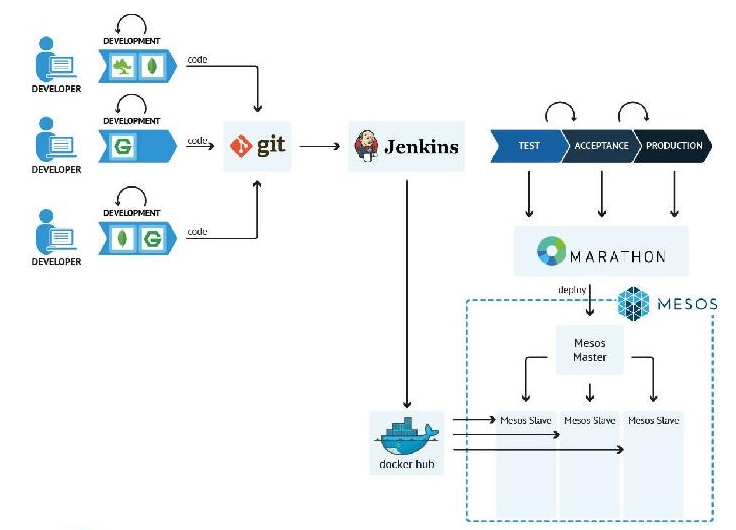 DEVELOPMENT
code
DEVELOPER
DEVELOPMENT
code
DEVELOPER
DEVELOPMENT
code
DEVELOPER
git
Jenkins
TEST
ACCEPTANCE
PRODUCTION
MARATHON
deploy
MESOS
Mesos
Master
Mesos Slave
Mesos Slave
Mesos Slave
docker hub